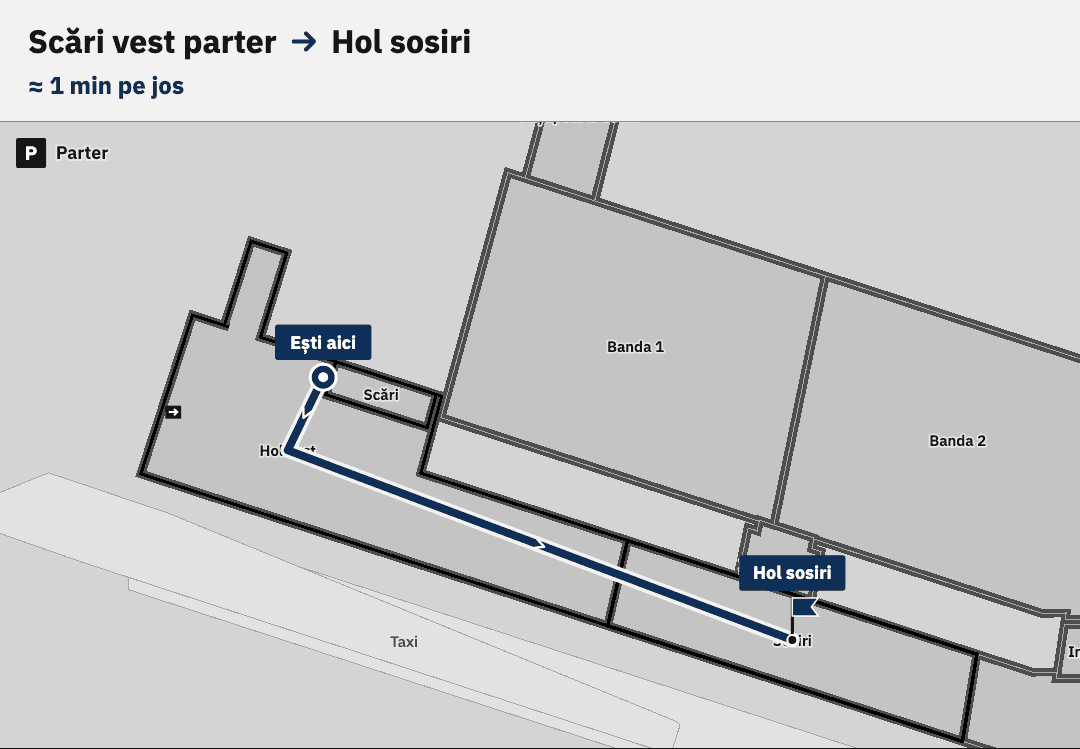 Scări vest parter → Hol sosiri
≈ 1 min pe jos
P Parter
Ești aici
Banda 1
Scări
Banda 2
Hol sosiri
Taxi